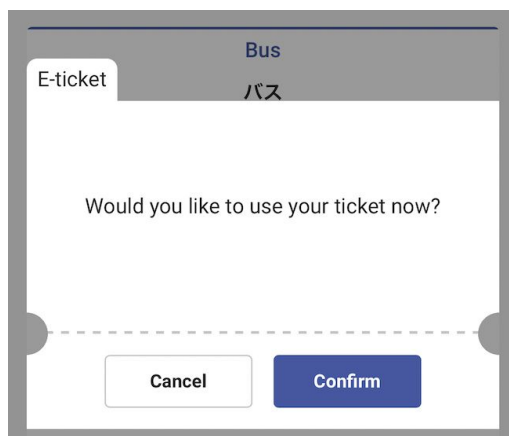 Bus
E-ticket
バス
Would you like to use your ticket now?
Cancel
Confirm